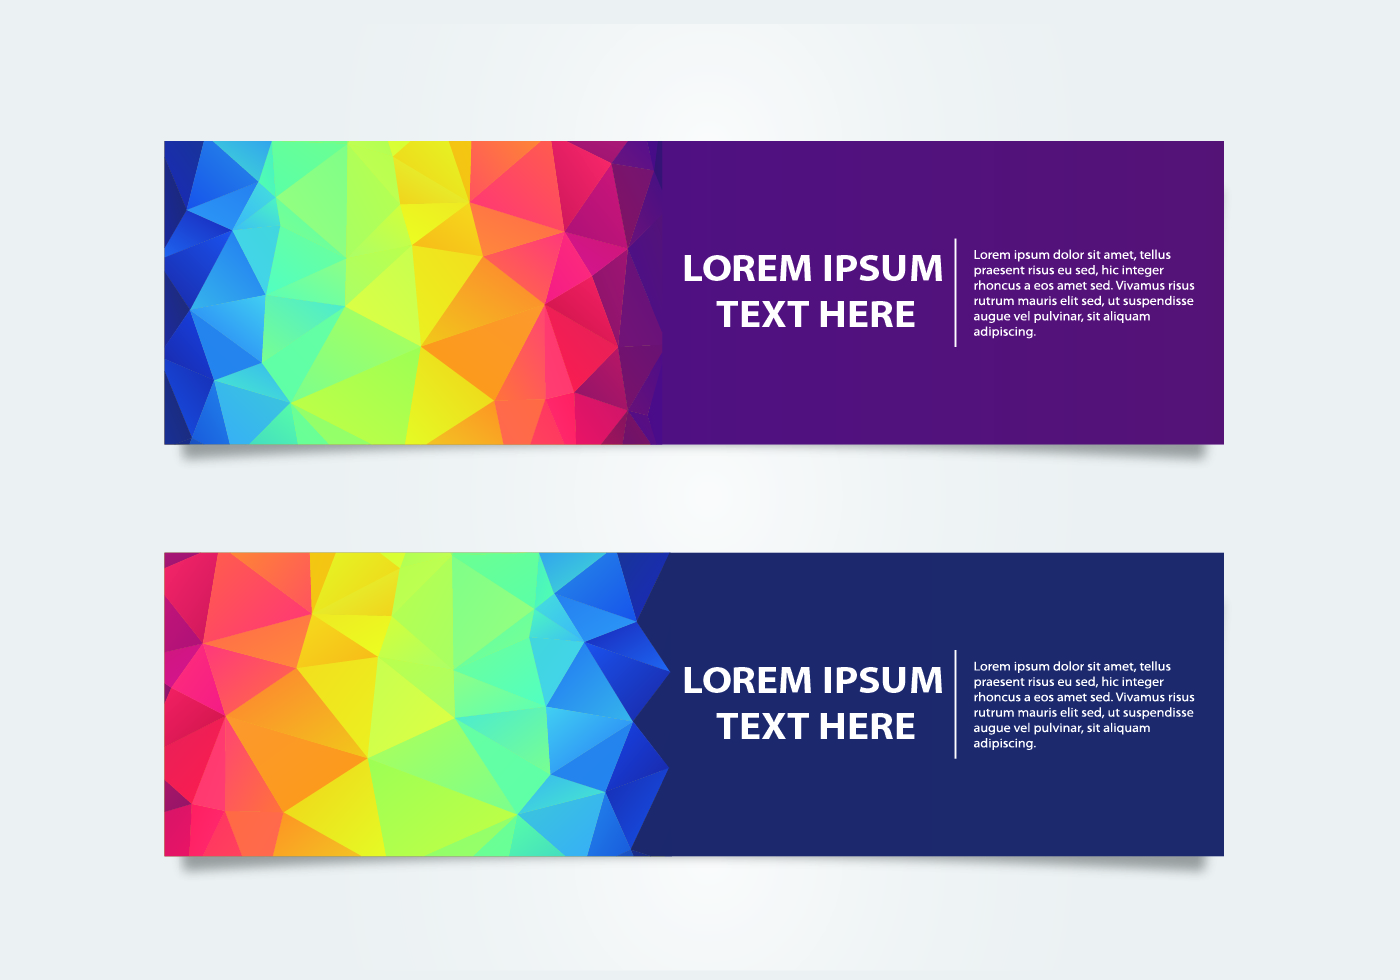 LOREM IPSUM
TEXT HERE
Lorem ipsum dolor sit amet, tellus
praesent risus eu sed, hic integer
rhoncus a eos amet sed. Vivamus risus
rutrum mauris elit sed, ut suspendisse
augue vel pulvinar, sit aliquam
adipiscing.
LOREM IPSUM
TEXT HERE
Lorem ipsum dolor sit amet, tellus
praesent risus eu sed, hic integer
rhoncus a eos amet sed. Vivamus risus
rutrum mauris elit sed, ut suspendisse
augue vel pulvinar, sit aliquam
adipiscing.